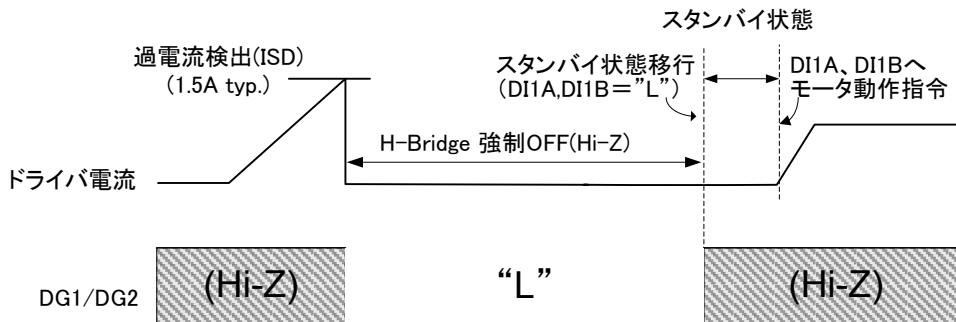 スタンバイ状態
過電流検出(ISD)
(1.5A typ.)
スタンバイ状態移行
(DI1A,DI1B＝”L”)
DI1A、DI1Bへ
モータ動作指令
H-Bridge 強制OFF(Hi-Z)
ドライバ電流
DG1/DG2
(Hi-Z)
“L”
(Hi-Z)